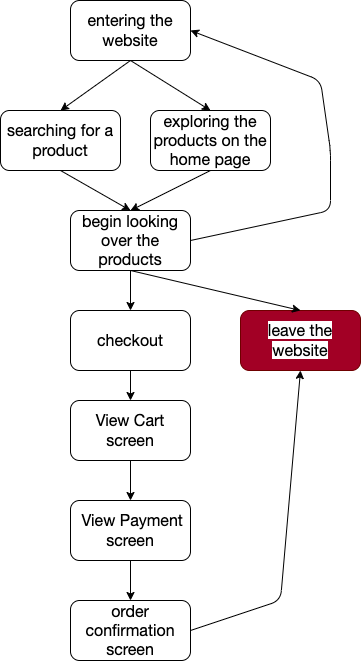 entering the
website
searching for a
product
exploring the
products on the
home page
begin looking
over the
products
checkout
leave the
website
View Cart
screen
View Payment
screen
order
confirmation
screen